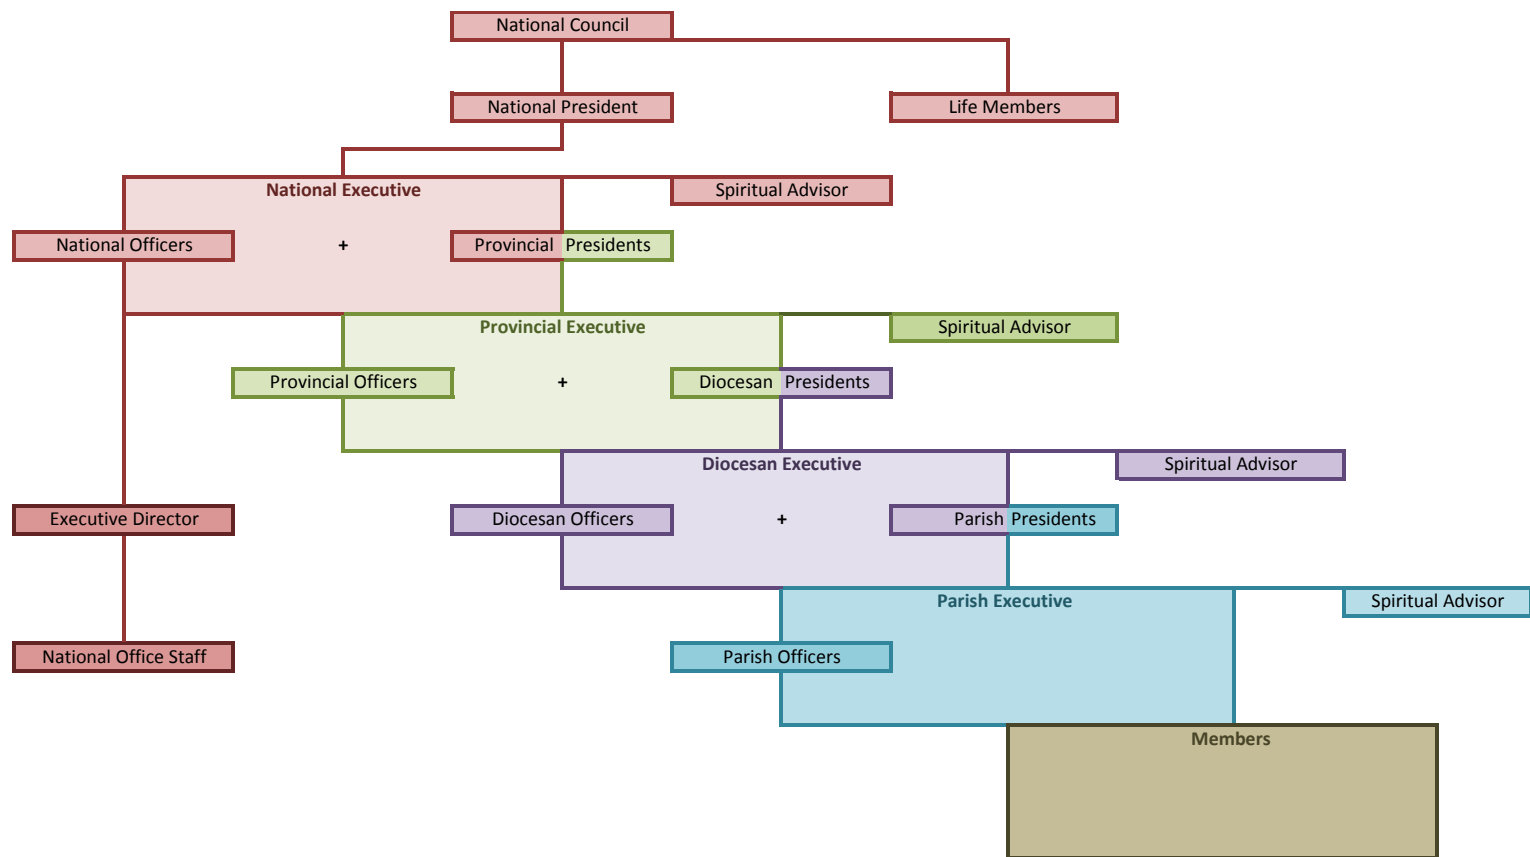 National Council
National President
Life Members
National Executive
Spiritual Advisor
National Officers
+
Provincial Presidents
Provincial Executive
Spiritual Advisor
Provincial Officers
+
Diocesan Presidents
Diocesan Executive
Spiritual Advisor
Executive Director
Diocesan Officers
+
Parish Presidents
Parish Executive
Spiritual Advisor
National Office Staff
Parish Officers
Members